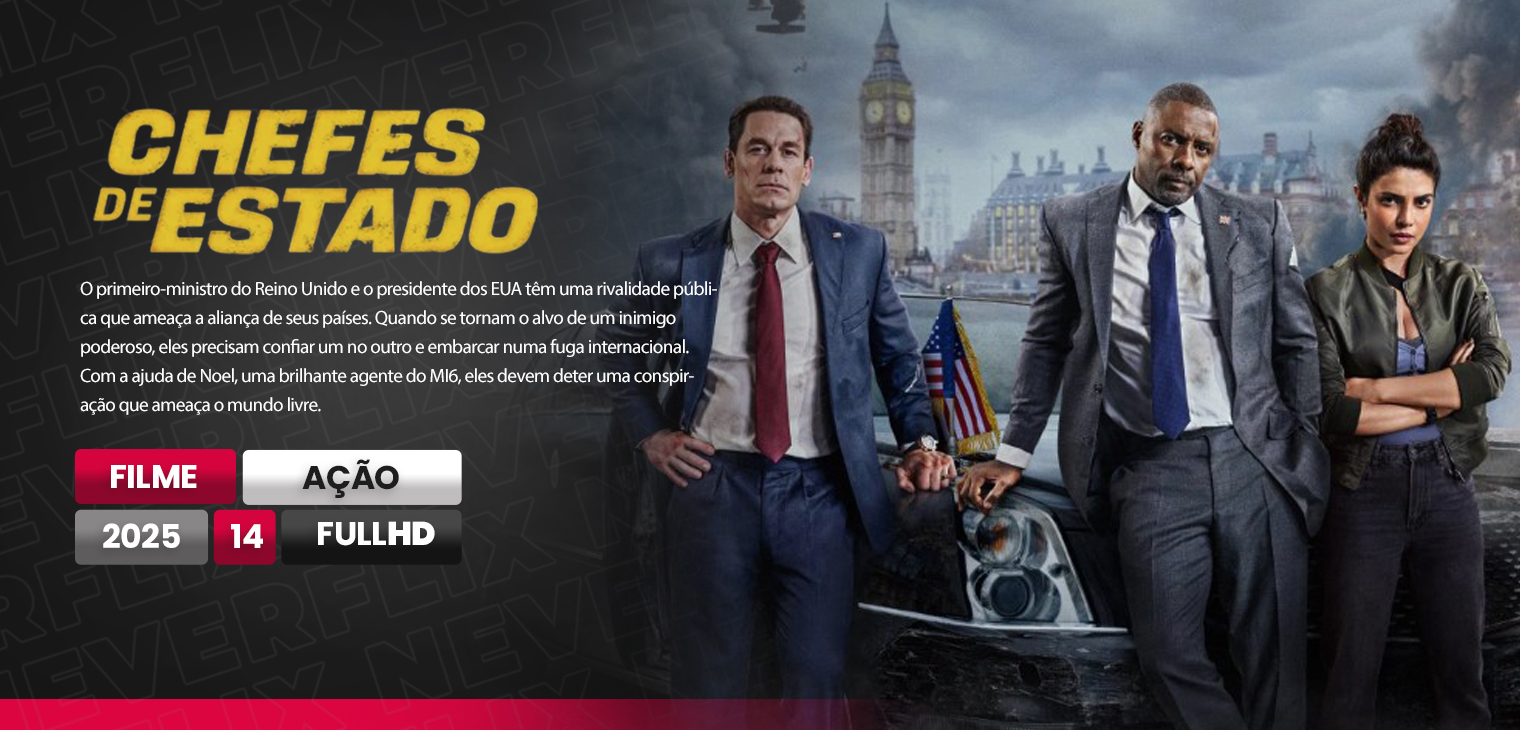 CHEFES
DE ESTADO
O primeiro-ministro do Reino Unido e o presidente dos EUA têm uma rivalidade públi-
ca que ameaça a aliança de seus países. Quando se tornam o alvo de um inimigo
poderoso, eles precisam confiar um no outro e embarcar numa fuga internacional.
Com a ajuda de Noel, uma brilhante agente do MI6, eles devem deter uma conspir-
ação que ameaça o mundo livre.
FILME
AÇÃO
2025
14
FULLHD
NEVERFLIX